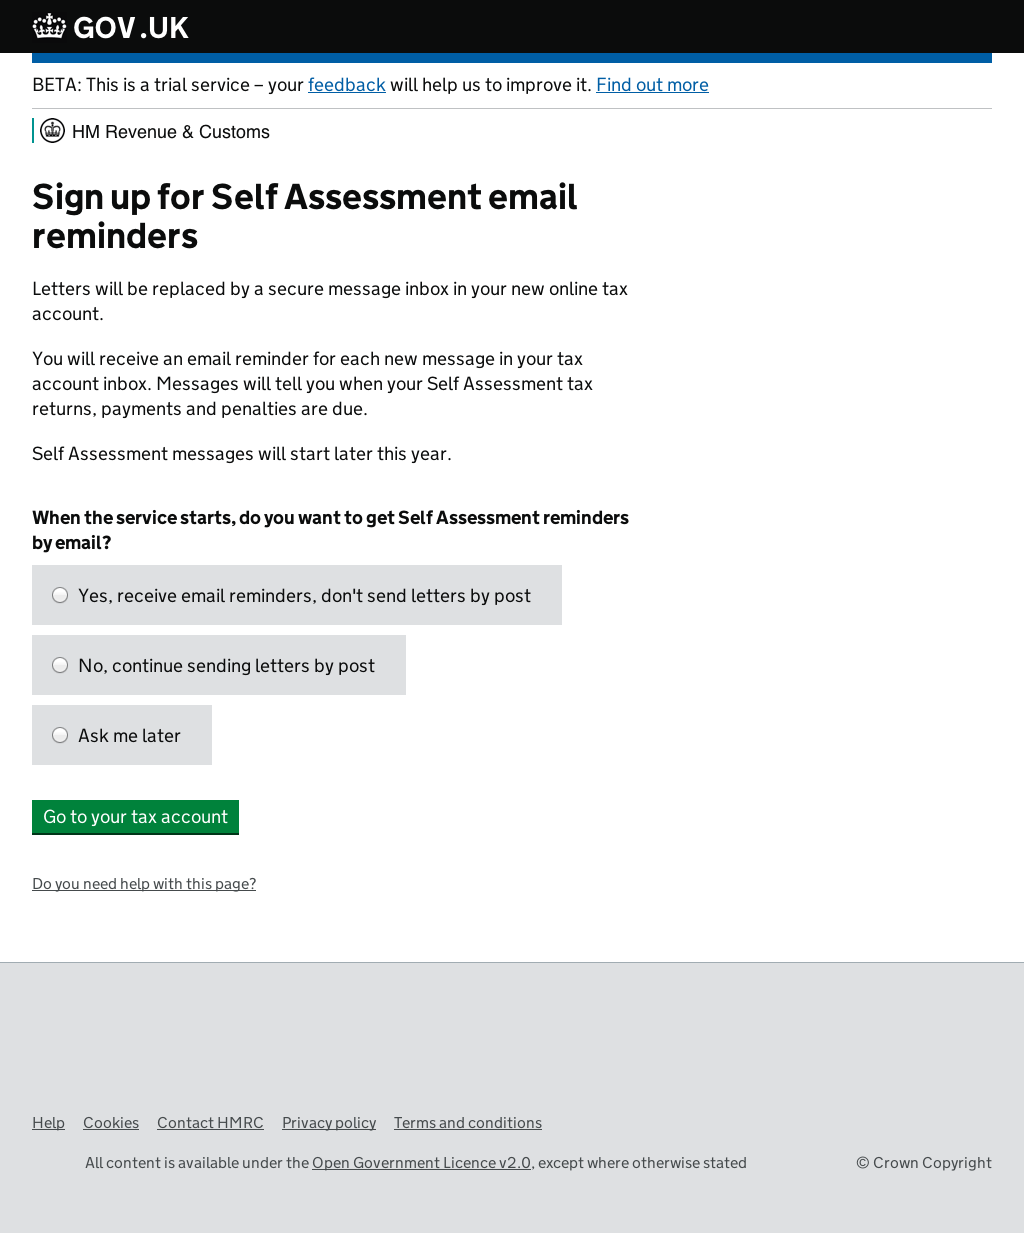 GOV.UK
BETA: This is a trial service – your feedback will help us to improve it. Find out more
HM Revenue & Customs
Sign up for Self Assessment email
reminders
Letters will be replaced by a secure message inbox in your new online tax
account.
You will receive an email reminder for each new message in your tax
account inbox. Messages will tell you when your Self Assessment tax
returns, payments and penalties are due.
Self Assessment messages will start later this year.
When the service starts, do you want to get Self Assessment reminders
by email?
Yes, receive email reminders, don't send letters by post
No, continue sending letters by post
Ask me later
Go to your tax account
Do you need help with this page?
Help Cookies Contact HMRC Privacy policy Terms and conditions
All content is available under the Open Government Licence v2.0, except where otherwise stated © Crown Copyright